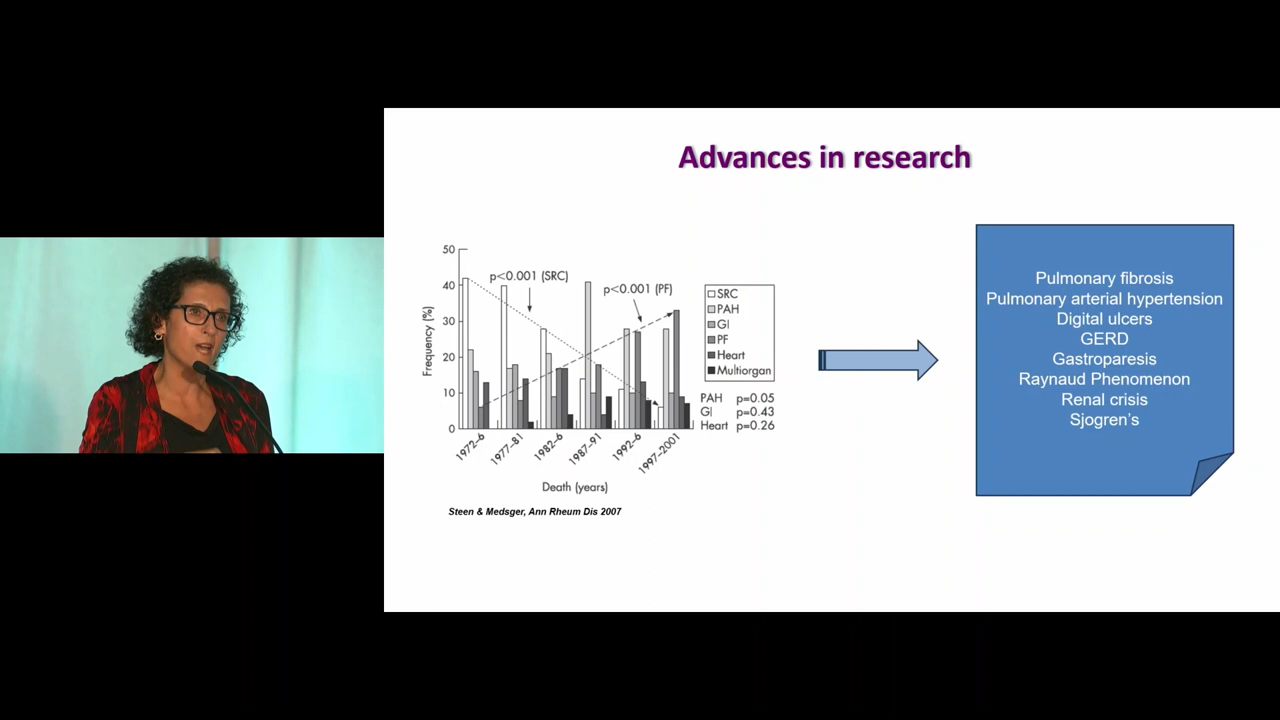 Advances in research
50
40
30
20
10
0
Frequency (%)
p<0.001 (SRC)
p<0.001 (PF)
SRC
PAH
GI
PF
Heart
Multiorgan
PAH p=0.05
GI p=0.43
Heart p=0.26
1972–6
1977–81
1982–6
1987–91
1992–6
1997–2001
Death (years)
Steen & Medsger, Ann Rheum Dis 2007
Pulmonary fibrosis
Pulmonary arterial hypertension
Digital ulcers
GERD
Gastroparesis
Raynaud Phenomenon
Renal crisis
Sjogren's